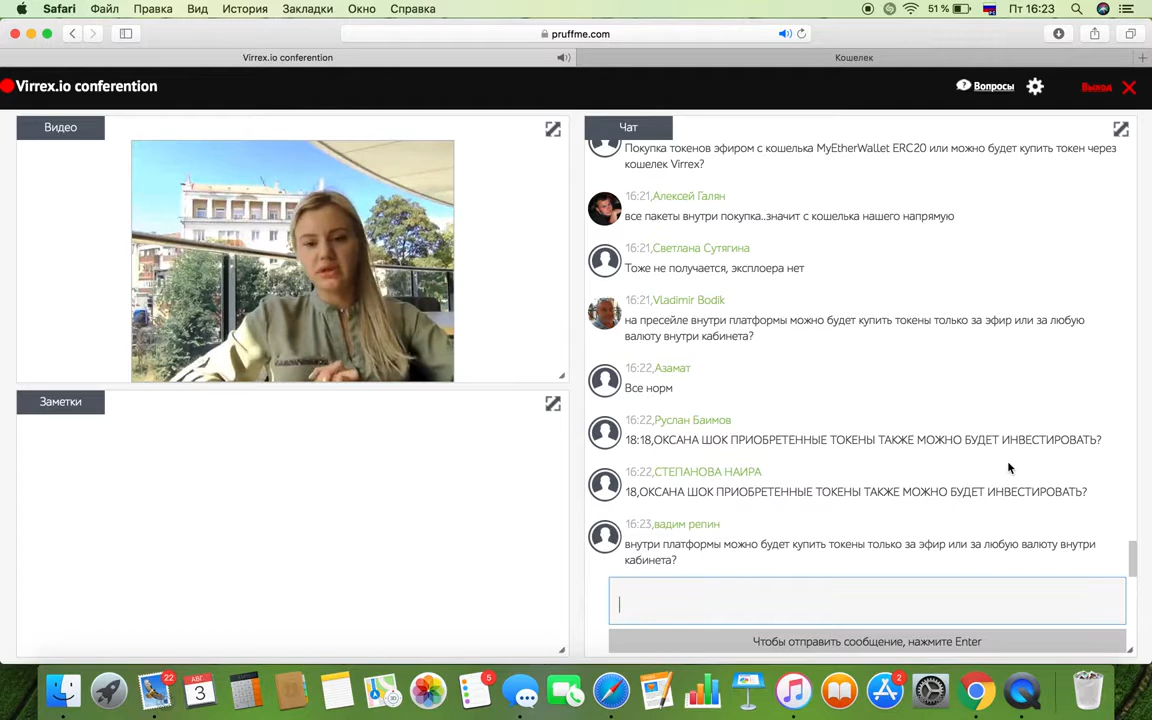 Safari Файл Правка Вид История Закладки Окно Справка 51 % Пт 16:23
pruffme.com
Virrex.io conferention Кошелек
Virrex.io conferention Вопросы Выход
Видео
Чат
Покупка токенов эфиром с кошелька MyEtherWallet ERC20 или можно будет купить токен через
кошелек Virrex?
16:21,Алексей Галян
все пакеты внутри покупка..значит с кошелька нашего напрямую
16:21,Светлана Сутягина
Тоже не получается, эксплоера нет
16:21,Vladimir Bodik
на пресейле внутри платформы можно будет купить токены только за эфир или за любую
валюту внутри кабинета?
16:22,Азамат
Все норм
16:22,Руслан Баимов
18:18,ОКСАНА ШОК ПРИОБРЕТЕННЫЕ ТОКЕНЫ ТАКЖЕ МОЖНО БУДЕТ ИНВЕСТИРОВАТЬ?
16:22,СТЕПАНОВА НАИРА
18,ОКСАНА ШОК ПРИОБРЕТЕННЫЕ ТОКЕНЫ ТАКЖЕ МОЖНО БУДЕТ ИНВЕСТИРОВАТЬ?
16:23,вадим репин
внутри платформы можно будет купить токены только за эфир или за любую валюту внутри
кабинета?
Чтобы отправить сообщение, нажмите Enter
Заметки
22
АВГ
3
5
2